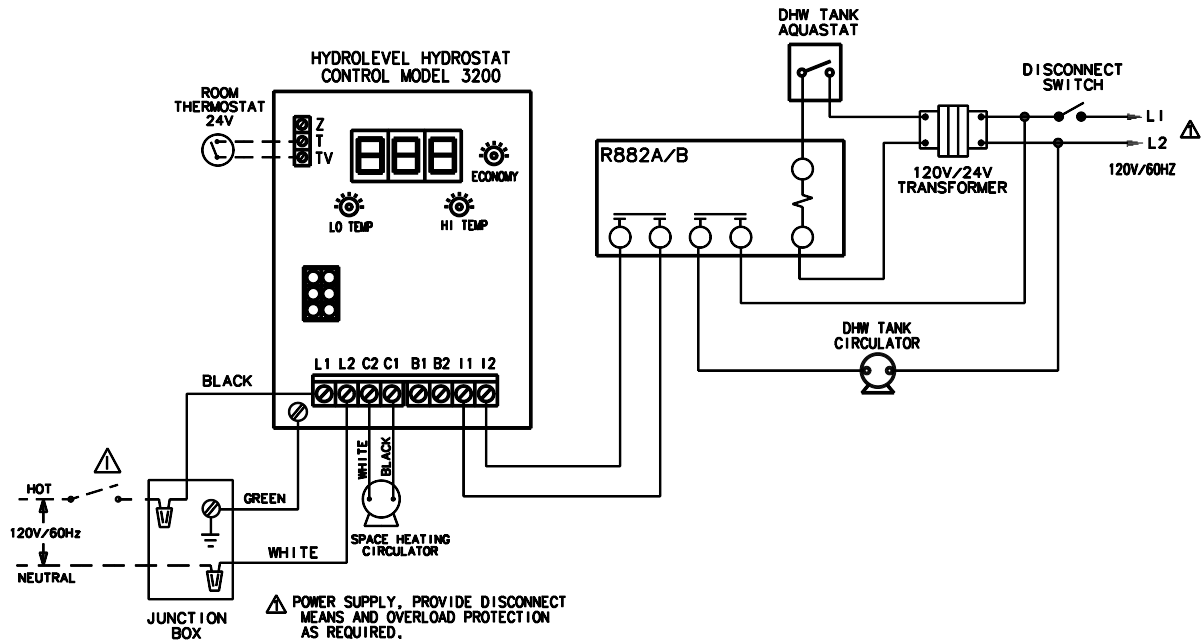 DHW TANK
AQUASTAT
HYDROLEVEL HYDROSTAT
CONTROL MODEL 3200
DISCONNECT
SWITCH
ROOM
THERMOSTAT
24V
Z
T
TV
888
ECONOMY
LO TEMP
HI TEMP
R882A/B
L1
L2
120V/60HZ
120V/24V
TRANSFORMER
DHW TANK
CIRCULATOR
L1 L2 C2 C1 B1 B2 I1 I2
BLACK
WHITE
BLACK
HOT
GREEN
120V/60Hz
SPACE HEATING
CIRCULATOR
WHITE
NEUTRAL
JUNCTION
BOX
POWER SUPPLY, PROVIDE DISCONNECT
MEANS AND OVERLOAD PROTECTION
AS REQUIRED.